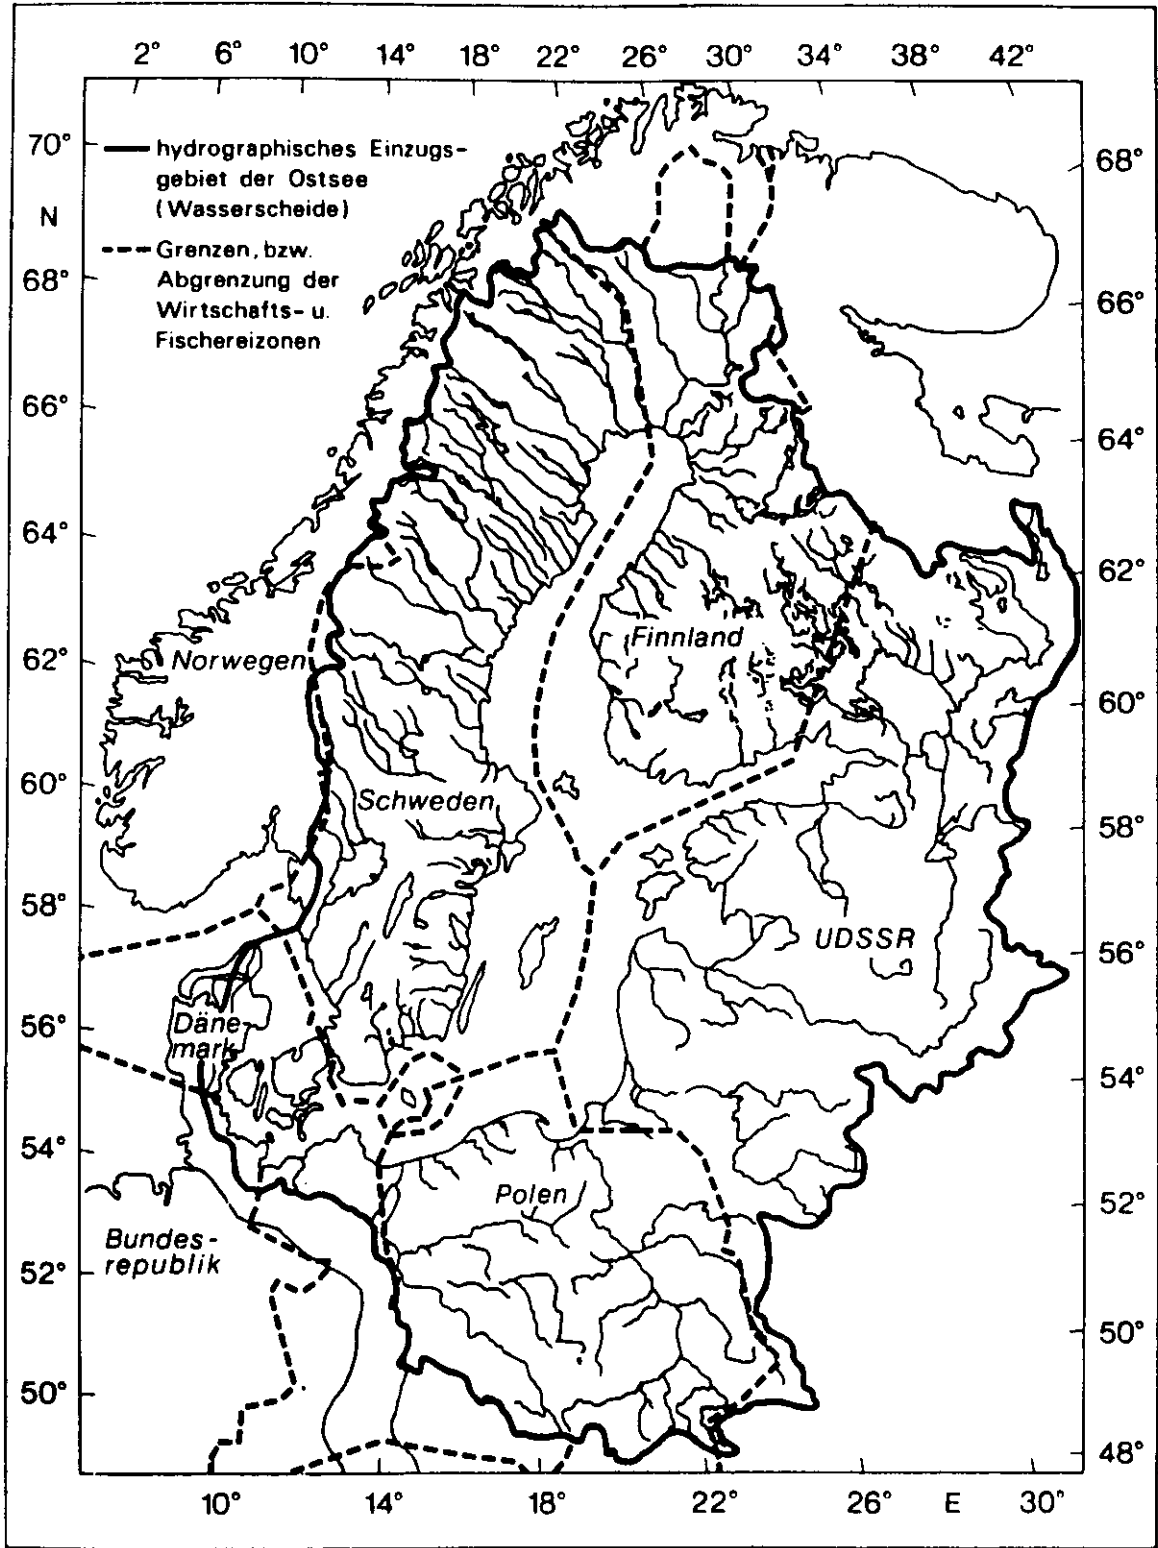 2° 6° 10° 14° 18° 22° 26° 30° 34° 38° 42°
70°
N
68°
66°
64°
62°
60°
58°
56°
54°
52°
50°
hydrographisches Einzugs-
gebiet der Ostsee
(Wasserscheide)
Grenzen, bzw.
Abgrenzung der
Wirtschafts- u.
Fischereizonen
Norwegen
Finnland
Schweden
UDSSR
Däne-
mark
Polen
Bundes-
republik
68°
66°
64°
62°
60°
58°
56°
54°
52°
50°
48°
10° 14° 18° 22° 26° E 30°